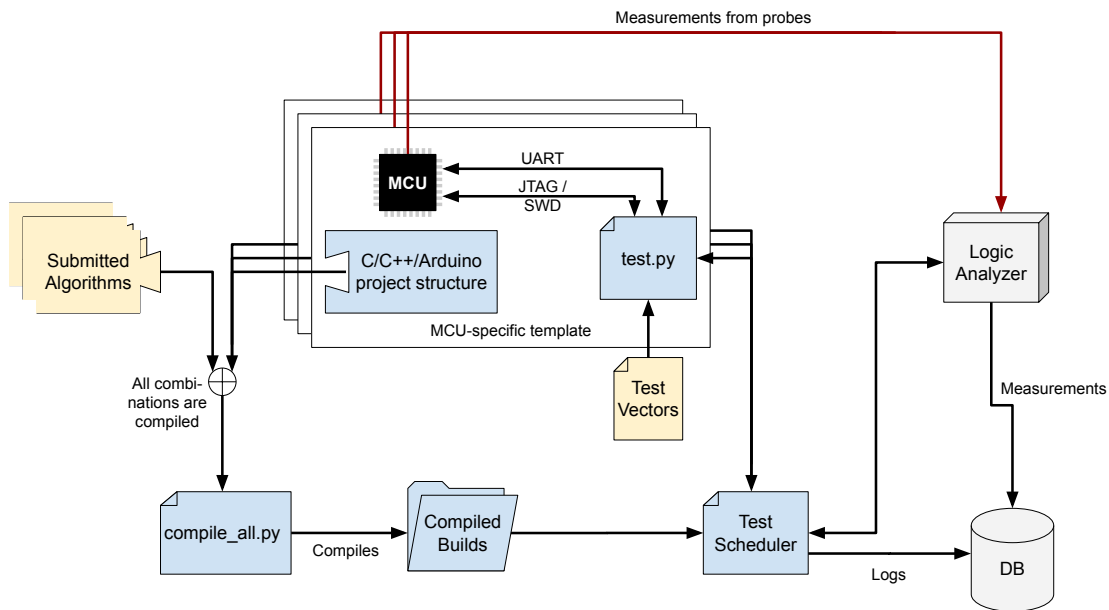 Measurements from probes
UART
MCU
JTAG /
SWD
Submitted
Algorithms
C/C++/Arduino
project structure
test.py
Logic
Analyzer
MCU-specific template
All combi-
nations are
compiled
Test
Vectors
Measurements
compile_all.py
Compiles
Compiled
Builds
Test
Scheduler
Logs
DB